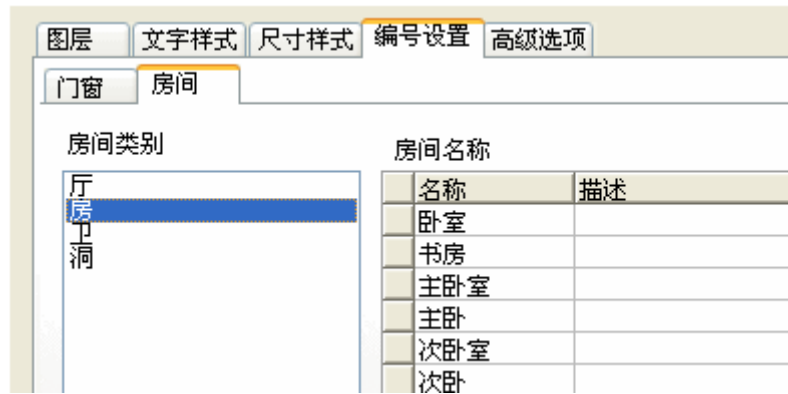 图层 文字样式 尺寸样式 编号设置 高级选项
门窗 房间
房间类别
厅
房
卫
洞
房间名称
名称 描述
卧室
书房
主卧室
主卧
次卧室
次卧